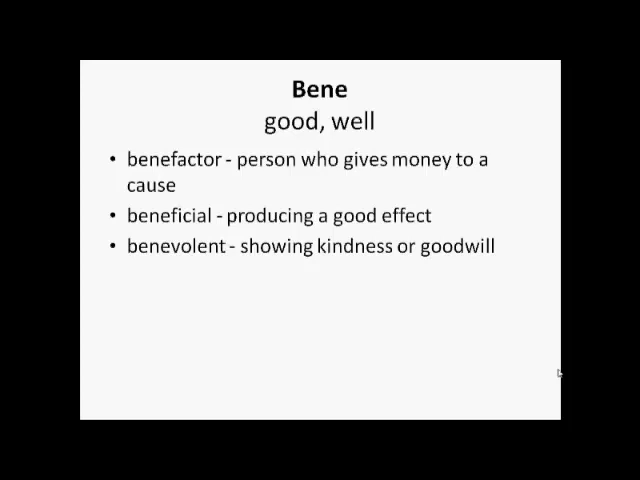 Bene
good, well
• benefactor - person who gives money to a
cause
• beneficial - producing a good effect
• benevolent - showing kindness or goodwill